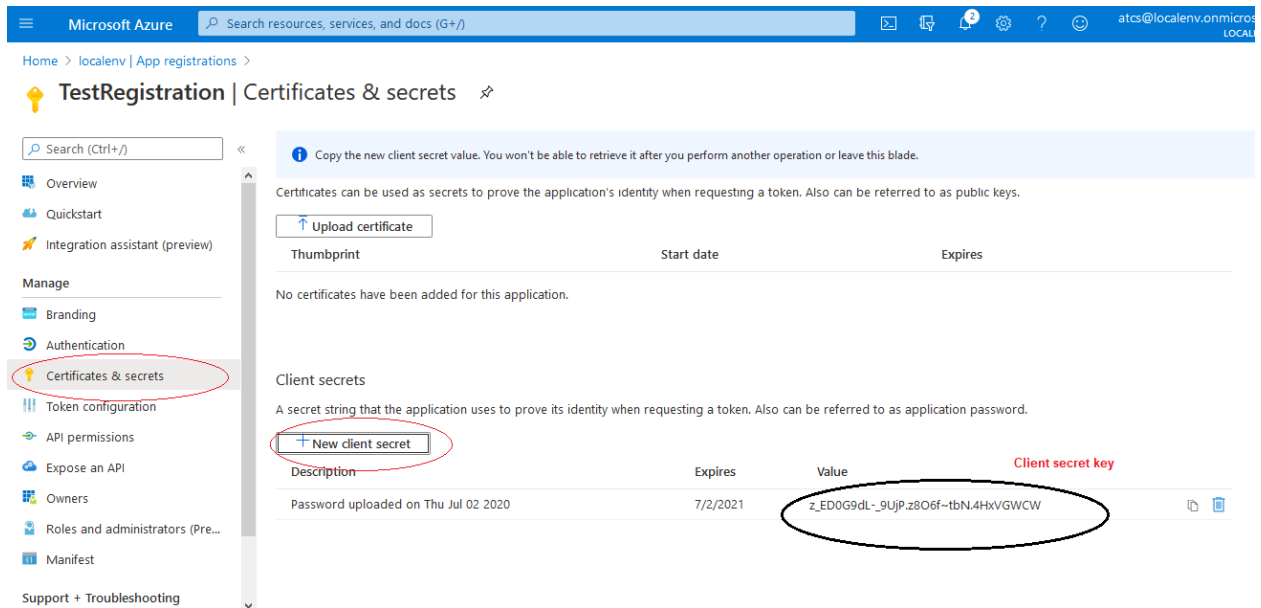 Microsoft Azure
Search resources, services, and docs (G+/)
2
atcs@localenv.onmicros
LOCALI
Home > localenv | App registrations >
TestRegistration | Certificates & secrets
Search (Ctrl+/)
Overview
Quickstart
Integration assistant (preview)
Manage
Branding
Authentication
Certificates & secrets
Token configuration
API permissions
Expose an API
Owners
Roles and administrators (Pre...
Manifest
Support + Troubleshooting
Copy the new client secret value. You won't be able to retrieve it after you perform another operation or leave this blade.
Certificates can be used as secrets to prove the application's identity when requesting a token. Also can be referred to as public keys.
Upload certificate
Thumbprint Start date Expires
No certificates have been added for this application.
Client secrets
A secret string that the application uses to prove its identity when requesting a token. Also can be referred to as application password.
New client secret
Client secret key
Description Expires Value
Password uploaded on Thu Jul 02 2020 7/2/2021 z_ED0G9dL-_9UjP.z8O6f~tbN.4HxVGWCW